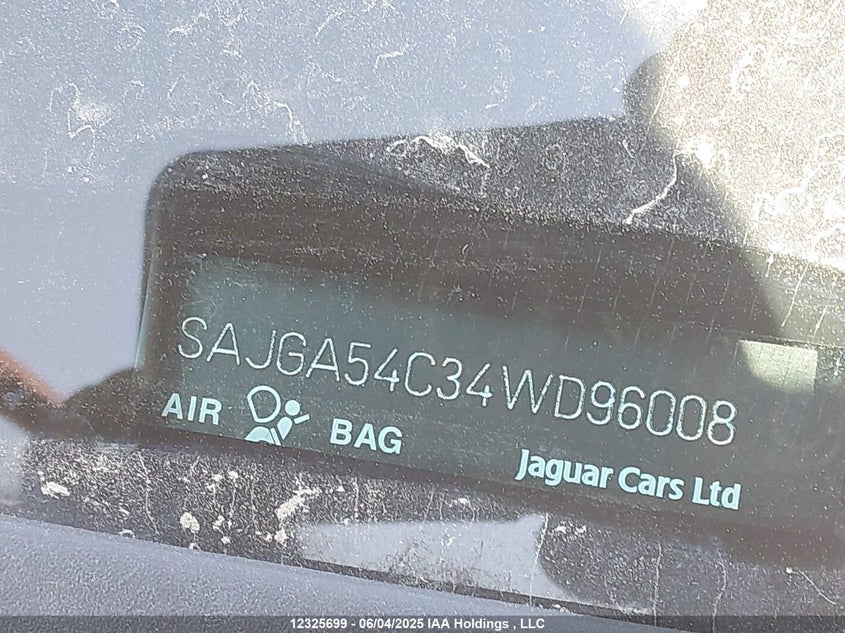 SAJGA54C34WD96008
AIR BAG
Jaguar Cars Ltd
12325699 - 06/04/2025 IAA Holdings , LLC